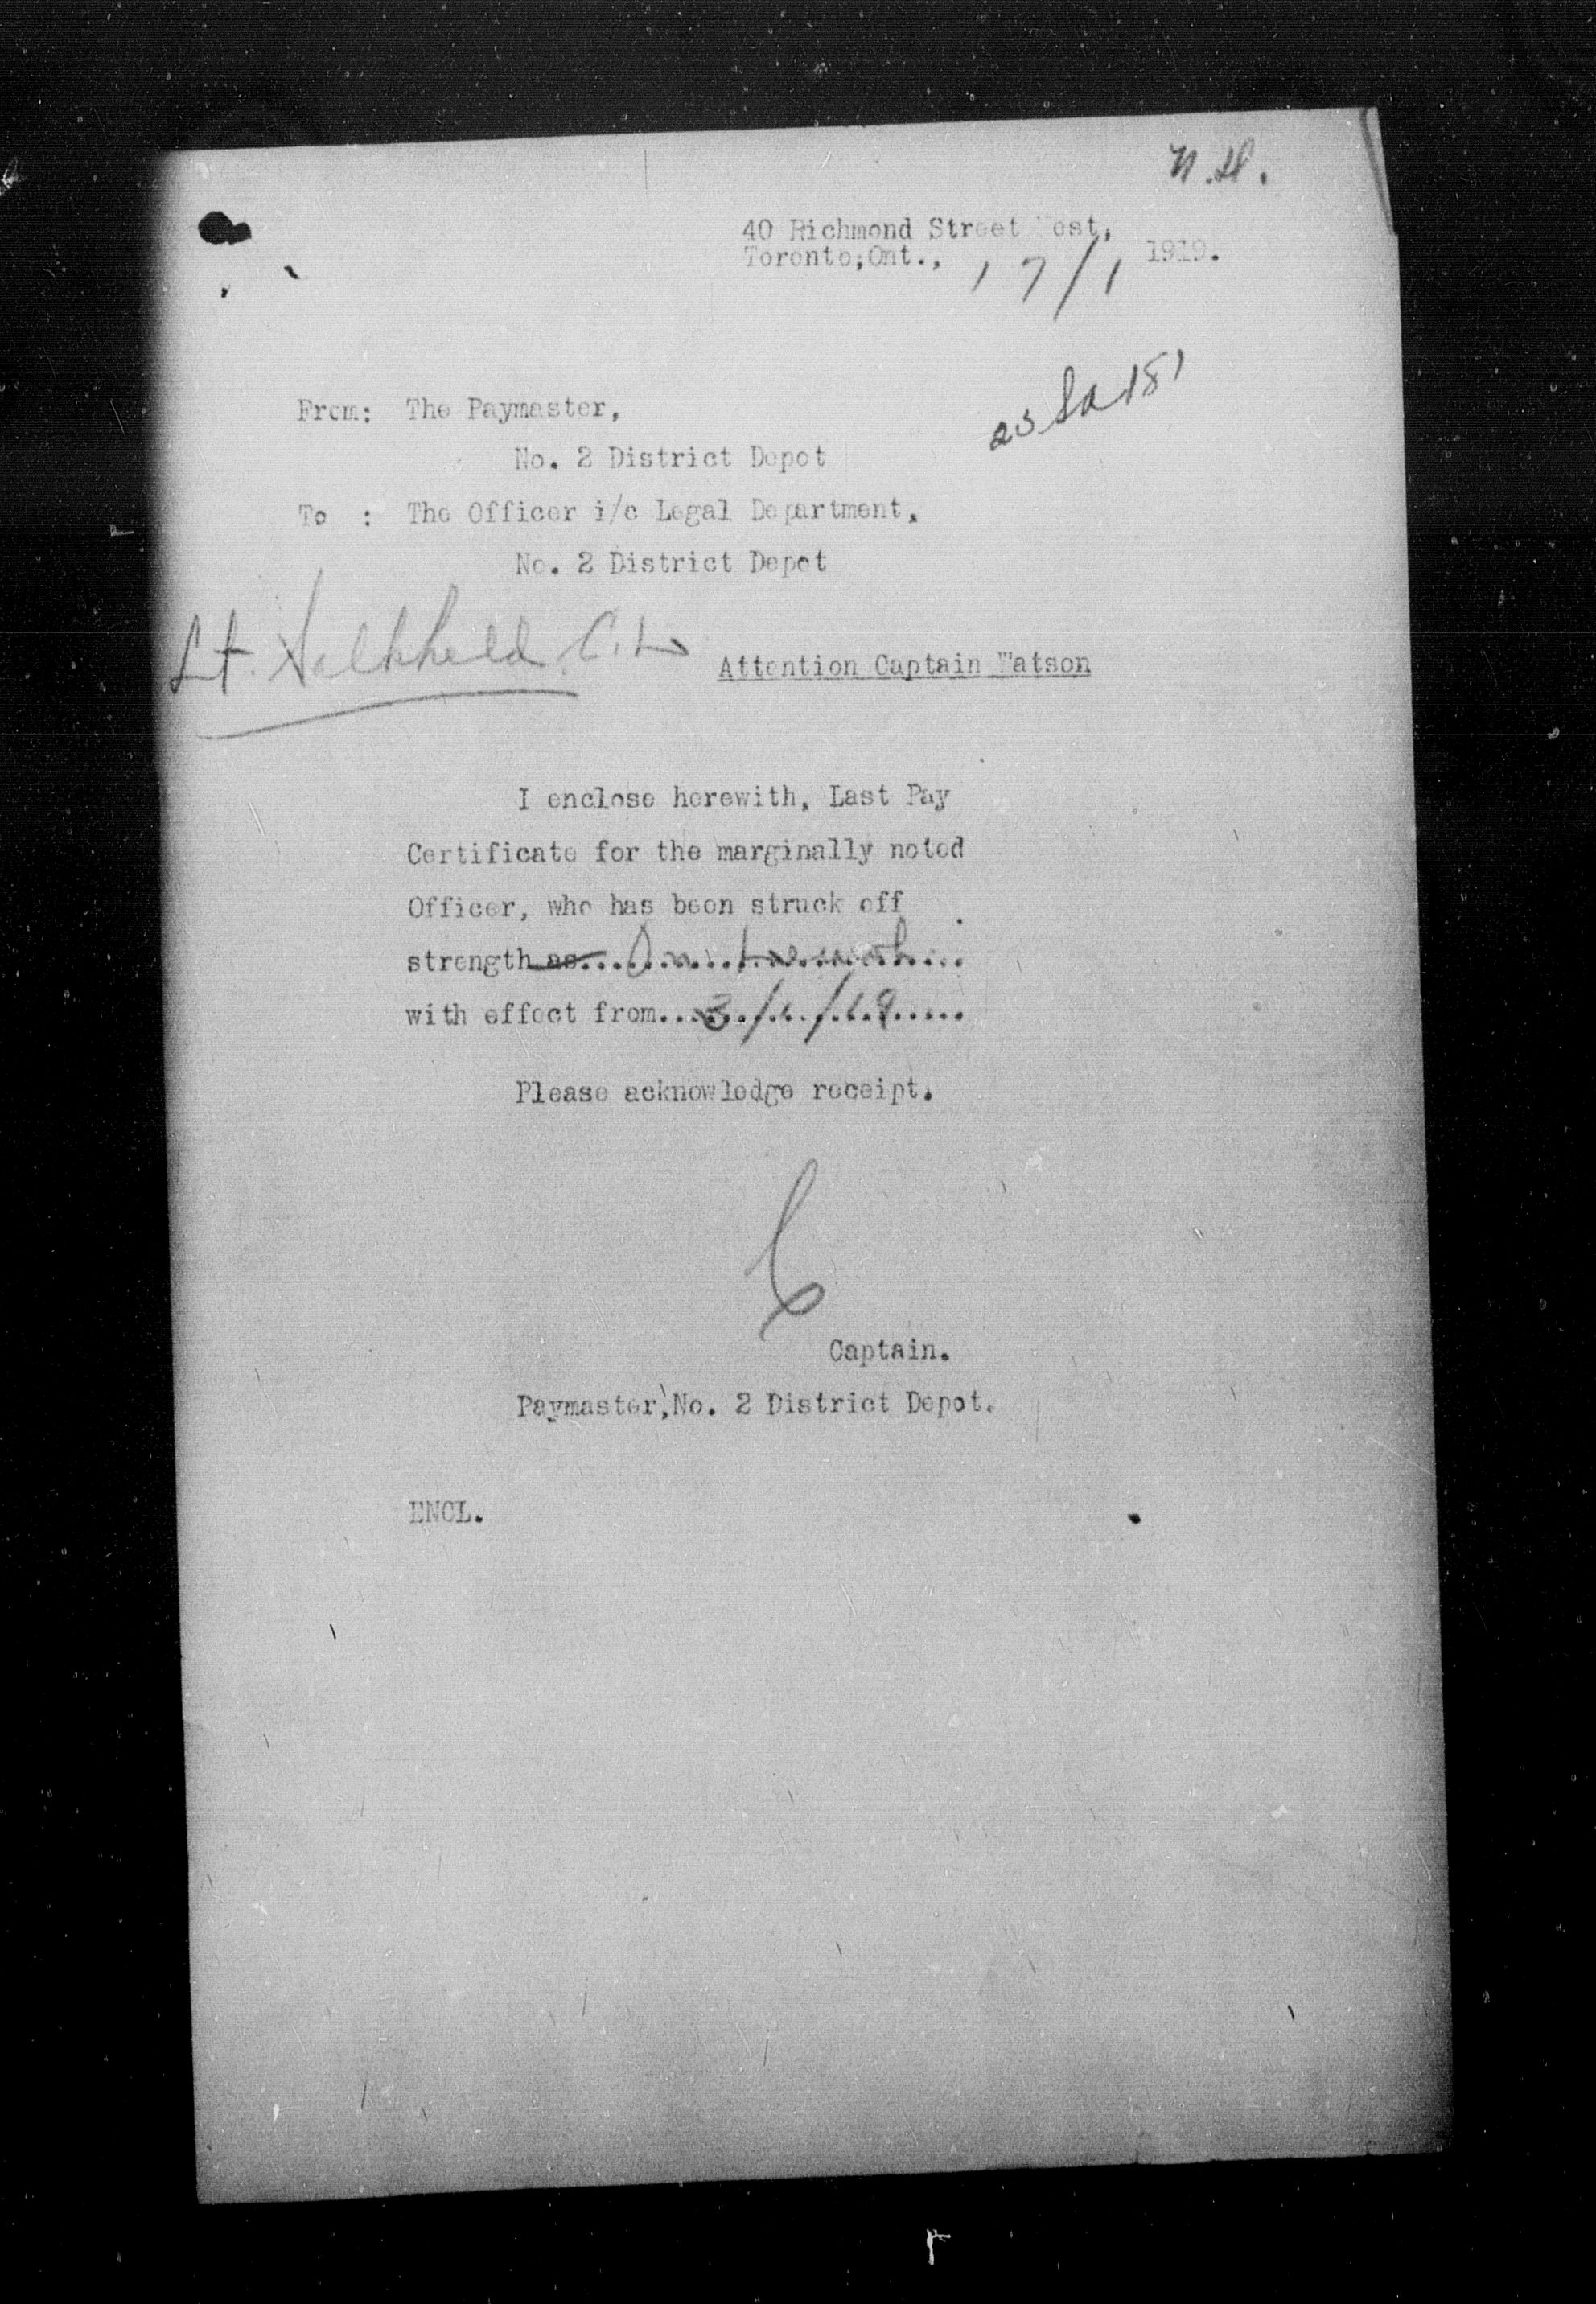 N.H.
40 Richmond Street West,
Toronto, Ont., 17/1 1919.
From: The Paymaster,
No. 2 District Depot
To : The Officer i/c Legal Department,
No. 2 District Depot
Lt. Salkheld C.W
Attention Captain Watson
I enclose herewith, Last Pay
Certificate for the marginally noted
Officer, who has been struck off
strength as
with effect from...3/1/19.....
Please acknowledge receipt.
Captain.
Paymaster, No. 2 District Depot.
ENCL.